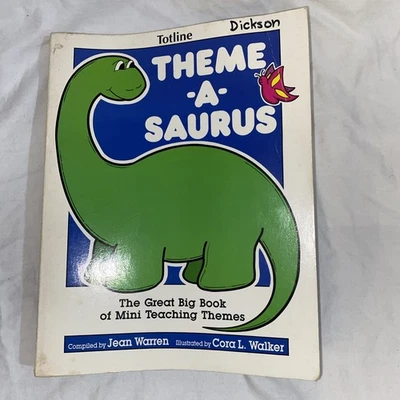 Dickson
Totline
THEME
-A-
SAURUS
The Great Big Book
of Mini Teaching Themes
Compiled by Jean Warren Illustrated by Cora L. Walker